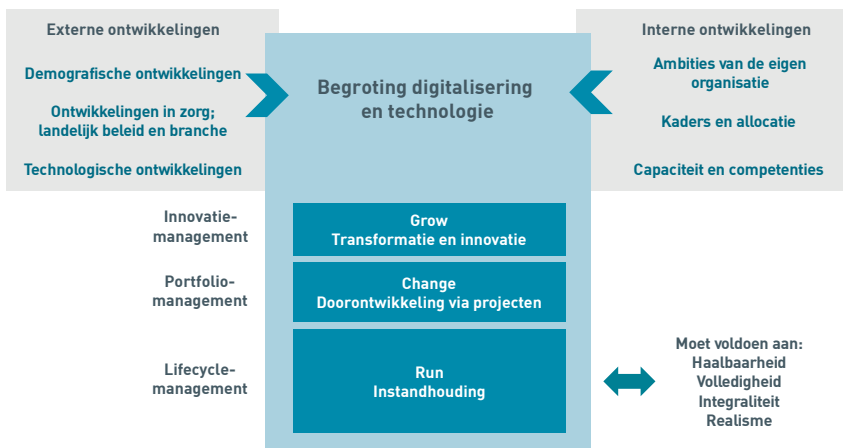 Externe ontwikkelingen
Demografische ontwikkelingen
Ontwikkelingen in zorg;
landelijk beleid en branche
Technologische ontwikkelingen
Begroting digitalisering
en technologie
Interne ontwikkelingen
Ambities van de eigen
organisatie
Kaders en allocatie
Capaciteit en competenties
Innovatie-
management
Grow
Transformatie en innovatie
Portfolio-
management
Change
Doorontwikkeling via projecten
Lifecycle-
management
Run
Instandhouding
Moet voldoen aan:
Haalbaarheid
Volledigheid
Integraliteit
Realisme